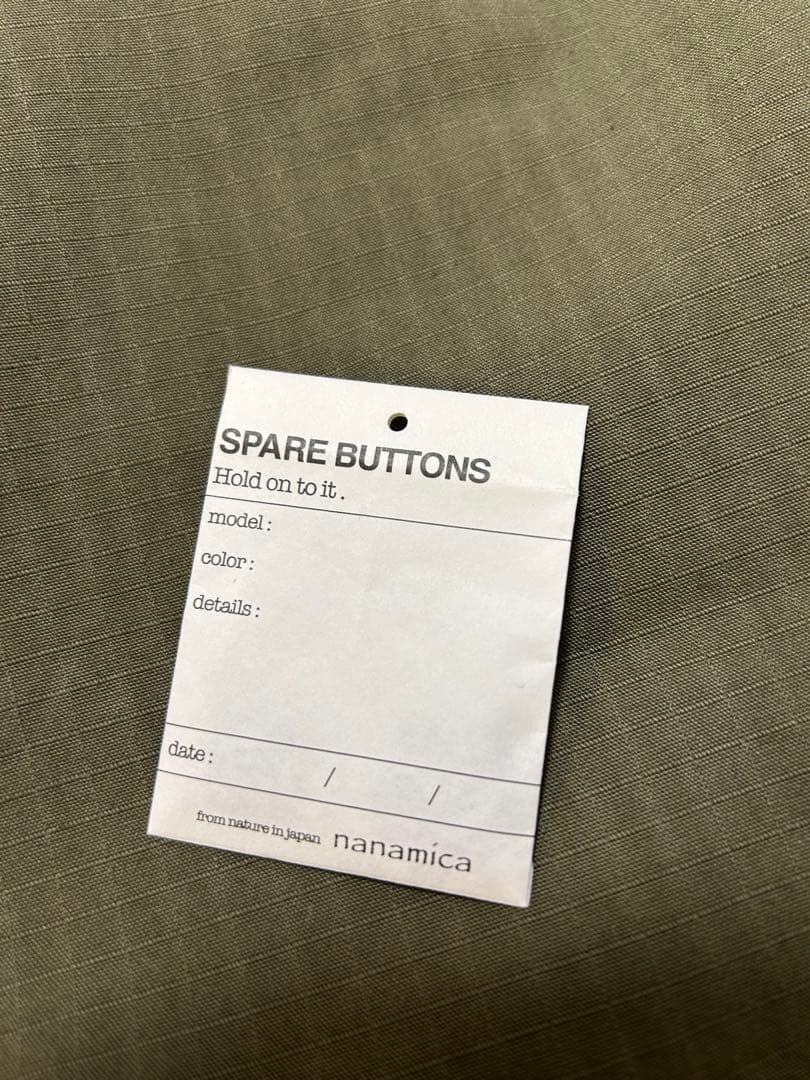 SPARE BUTTONS
Hold on to it.
model:
color:
details:
date: / /
from nature in japan nanamica